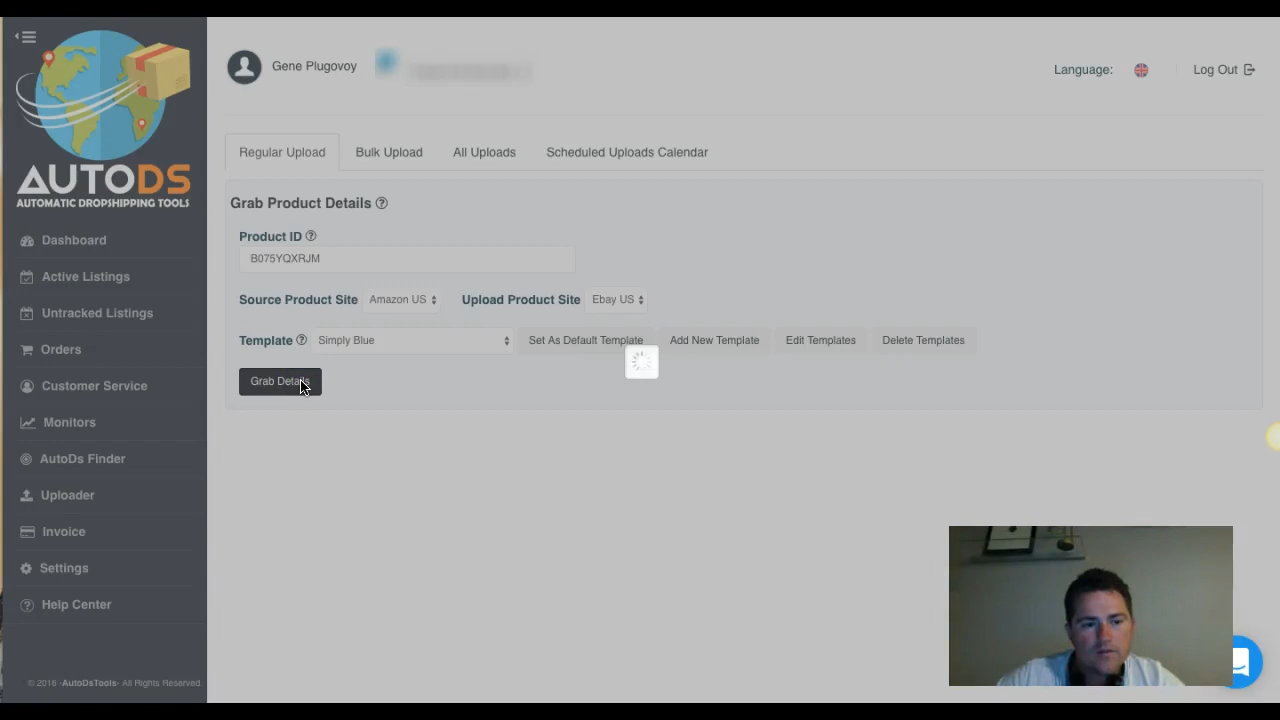 Gene Plugovoy
Language:
Log Out
AUTODS
AUTOMATIC DROPSHIPPING TOOLS
Regular Upload
Bulk Upload
All Uploads
Scheduled Uploads Calendar
Grab Product Details
Product ID
B075YQXRJM
Source Product Site
Amazon US
Upload Product Site
Ebay US
Template
Simply Blue
Set As Default Template
Add New Template
Edit Templates
Delete Templates
Grab Details
Dashboard
Active Listings
Untracked Listings
Orders
Customer Service
Monitors
AutoDs Finder
Uploader
Invoice
Settings
Help Center
© 2016 -AutoDsTools- All Rights Reserved